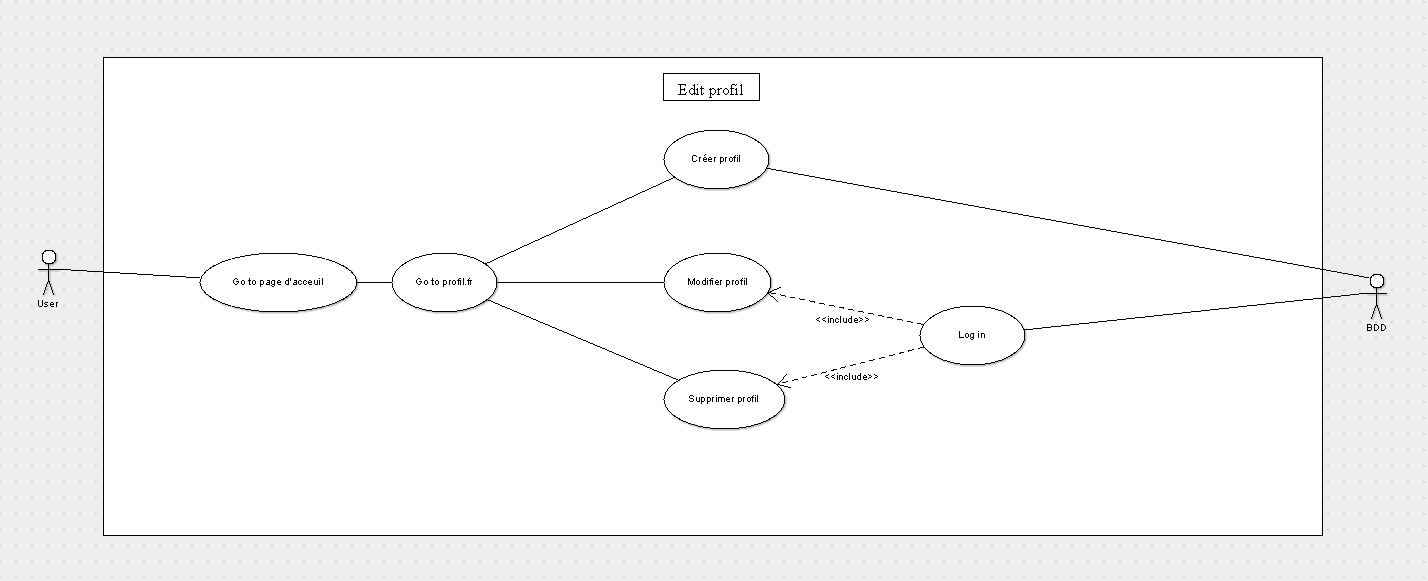 Edit profil
Créer profil
User
Go to page d'acceuil
Go to profil.fr
Modifier profil
<<include>>
Log in
BDD
<<include>>
Supprimer profil